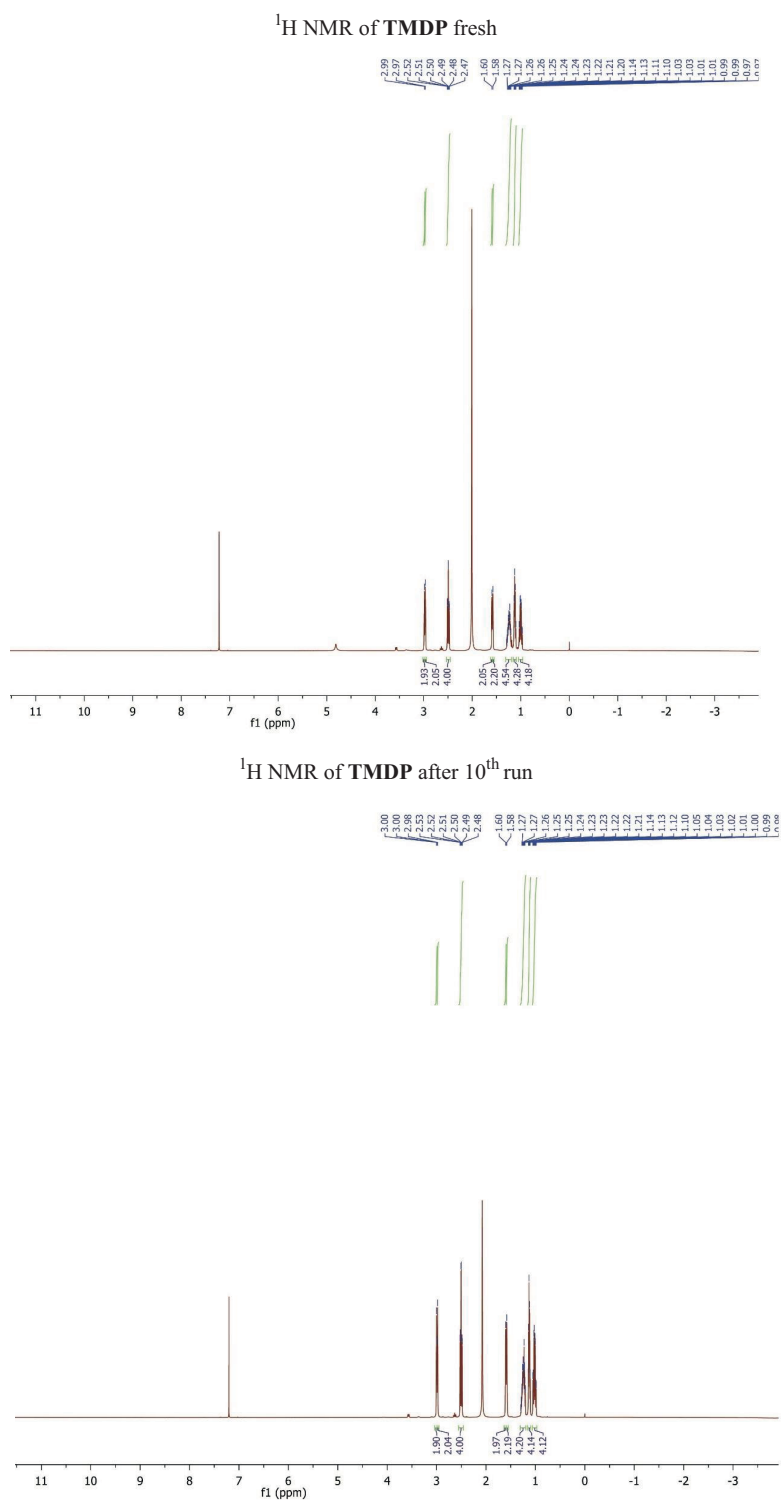 ¹H NMR of TMDP fresh
2.99 2.97 2.52 2.51 2.50 2.49 2.48 2.47 1.60 1.58 1.27 1.27 1.26 1.26 1.25 1.24 1.24 1.23 1.22 1.21 1.20 1.14 1.13 1.11 1.10 1.03 1.03 1.01 1.01 0.99 0.99 0.97
1.93 2.05 4.00 2.05 2.20 4.54 4.28 4.18
11 10 9 8 7 6 5 4 3 2 1 0 -1 -2 -3
f1 (ppm)
¹H NMR of TMDP after 10th run
3.00 3.00 2.98 2.53 2.52 2.51 2.50 2.49 2.48 1.60 1.58 1.27 1.27 1.26 1.25 1.25 1.24 1.23 1.23 1.22 1.22 1.21 1.14 1.13 1.12 1.10 1.05 1.04 1.03 1.02 1.01 1.00 0.99
1.90 2.04 4.00 1.97 2.19 4.20 4.14 4.12
11 10 9 8 7 6 5 4 3 2 1 0 -1 -2 -3
f1 (ppm)